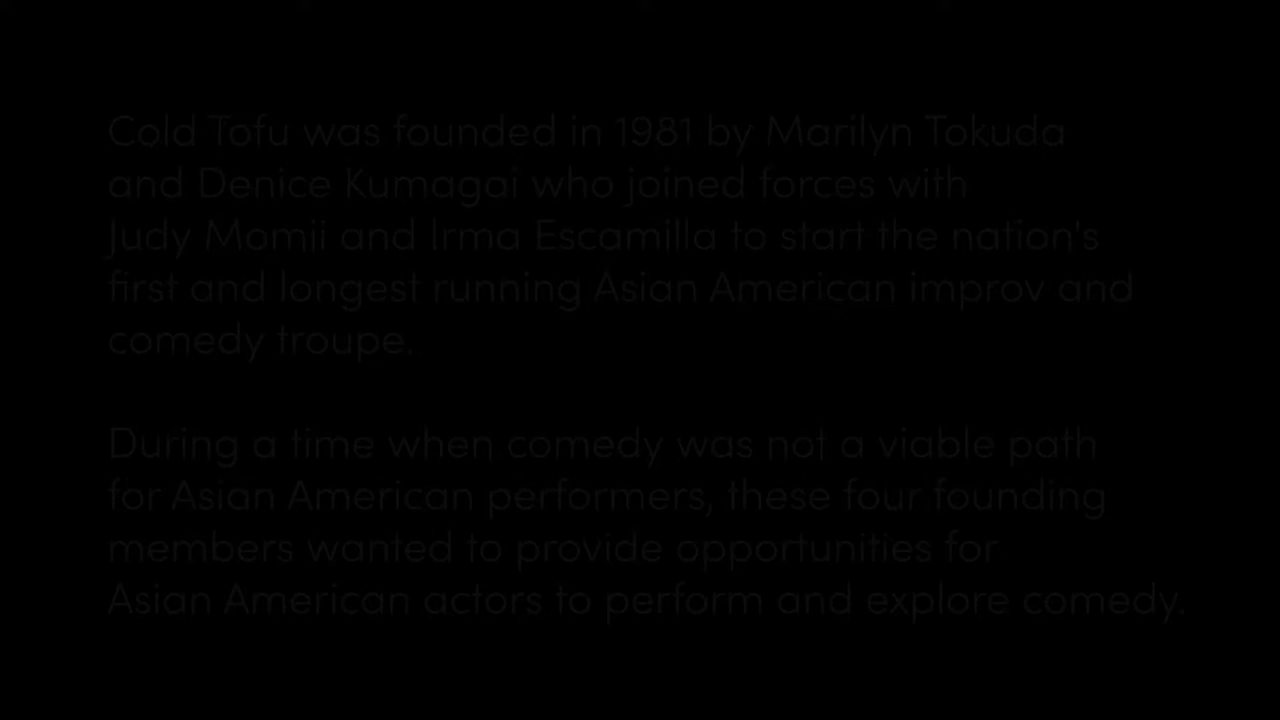 Cold Tofu was founded in 1981 by Marilyn Tokuda
and Denice Kumagai who joined forces with
Judy Momii and Irma Escamilla to start the nation's
first and longest running Asian American improv and
comedy troupe.
During a time when comedy was not a viable path
for Asian American performers, these four founding
members wanted to provide opportunities for
Asian American actors to perform and explore comedy.